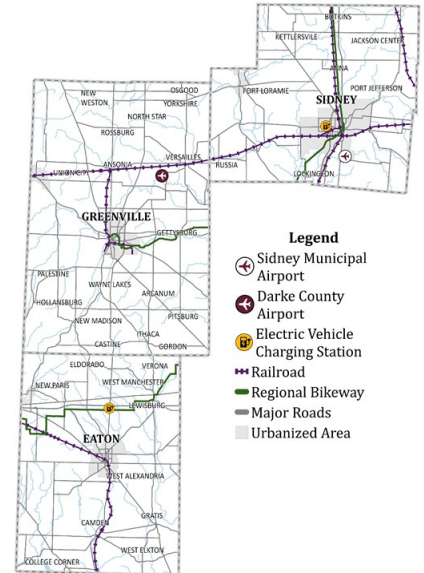 BOTKINS
KETTLERSVILE
JACKSON CENTER
ANNA
PORT JEFFERSON
FORT LORAMIE
SIDNEY
LOCKINGTON
RUSSIA
NEW
WESTON
OSGOOD
YORKSHIRE
NORTH STAR
ROSSBURG
ANSONIA
VERSAILLES
UNION CITY
GREENVILLE
GETTYSBURG
PALESTINE
WAYNE LAKES
ARCANUM
HOLLANSBURG
NEW MADISON
PITSBURG
ITHACA
CASTINE
GORDON
ELDORADO
VERONA
NEW PARIS
WEST MANCHESTER
LEWISBURG
EATON
WEST ALEXANDRIA
GRATIS
CAMDEN
WEST ELKTON
COLLEGE CORNER
Legend
Sidney Municipal
Airport
Darke County
Airport
Electric Vehicle
Charging Station
Railroad
Regional Bikeway
Major Roads
Urbanized Area